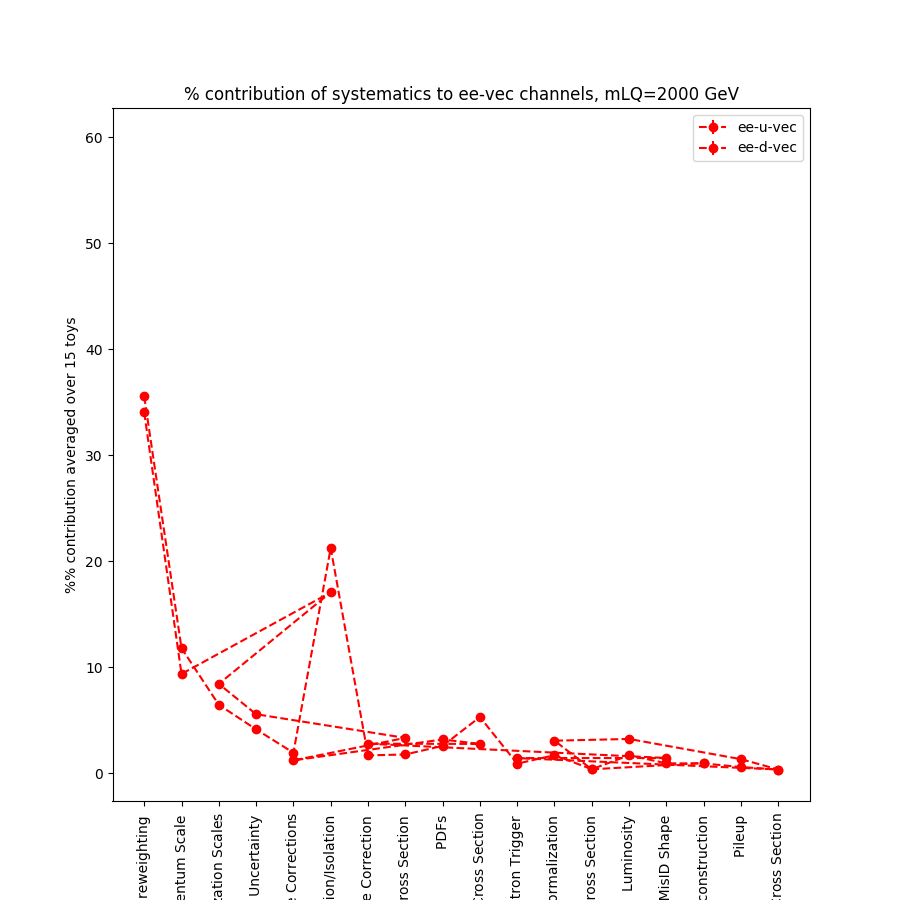 % contribution of systematics to ee-vec channels, mLQ=2000 GeV
ee-u-vec
ee-d-vec
%% contribution averaged over 15 toys
60
50
40
30
20
10
0
reweighting
entum Scale
zation Scales
Uncertainty
e Corrections
ion/Isolation
e Correction
ross Section
PDFs
Cross Section
tron Trigger
ormalization
ross Section
Luminosity
MisID Shape
construction
Pileup
ross Section